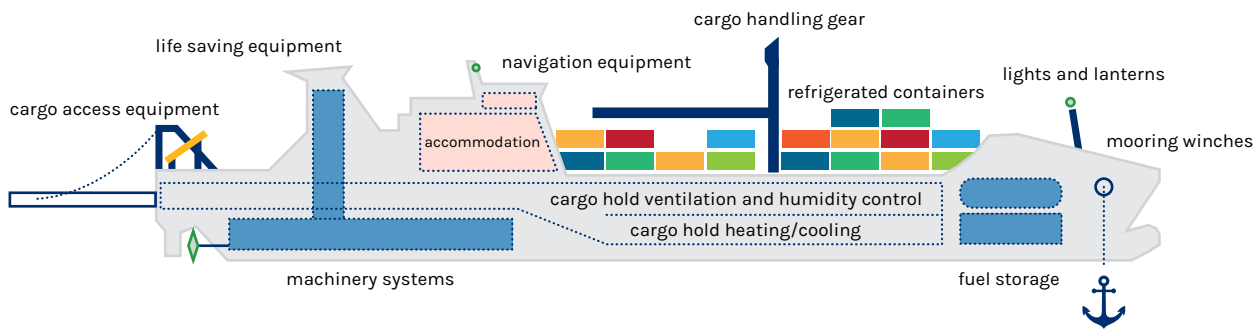 cargo handling gear
life saving equipment
navigation equipment
lights and lanterns
refrigerated containers
cargo access equipment
mooring winches
accommodation
cargo hold ventilation and humidity control
cargo hold heating/cooling
machinery systems
fuel storage